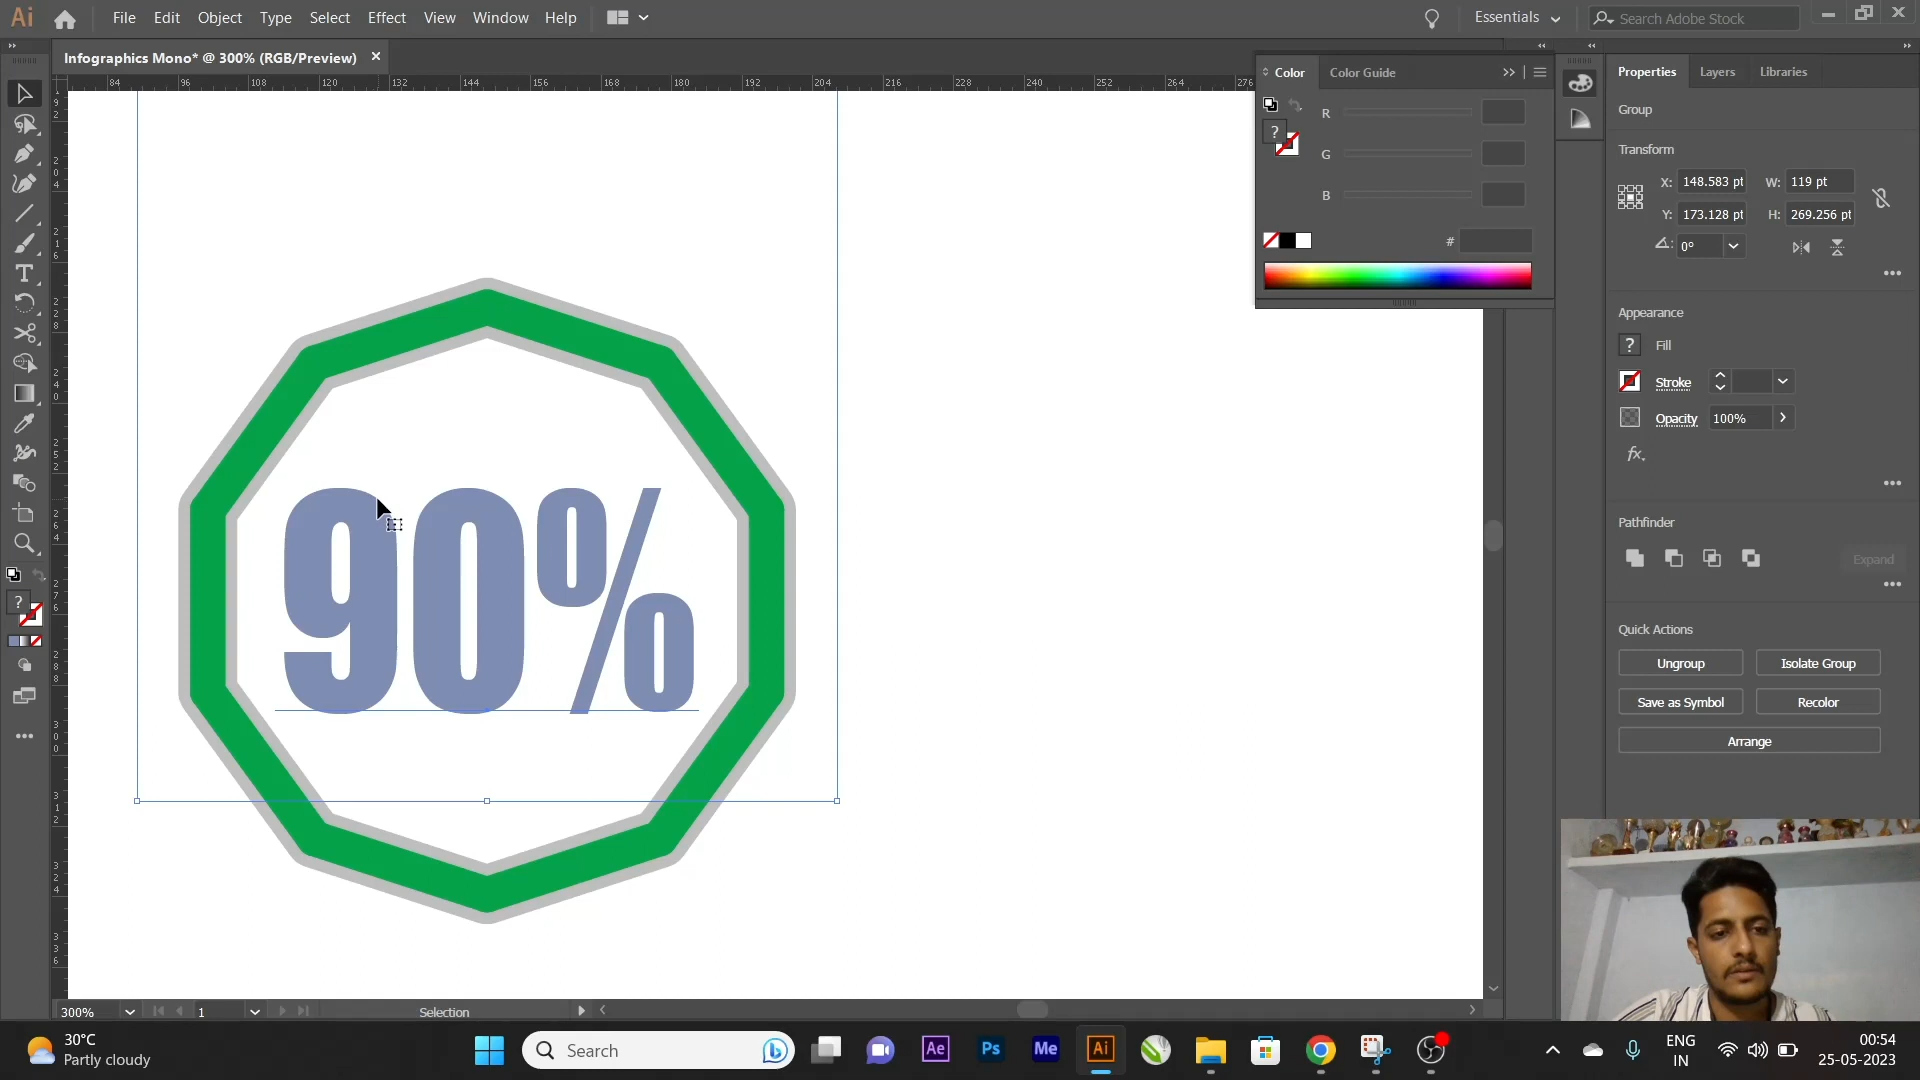 Ai File Edit Object Type Select Effect View Window Help Essentials Search Adobe Stock
Infographics Mono* @ 300% (RGB/Preview)
84 96 108 120 132 144 156 168 180 192 204 216 228 240 252 264 276
Color Color Guide
R
G
B
#
?
Properties Layers Libraries
Group
Transform
X: 148.583 pt W: 119 pt
Y: 173.128 pt H: 269.256 pt
0°
Appearance
? Fill
Stroke
Opacity 100%
fx.
Pathfinder
Expand
Quick Actions
Ungroup Isolate Group
Save as Symbol Recolor
Arrange
90%
300% 1 Selection
30°C
Partly cloudy
Search
Ae Ps Me Ai
ENG
IN
00:54
25-05-2023